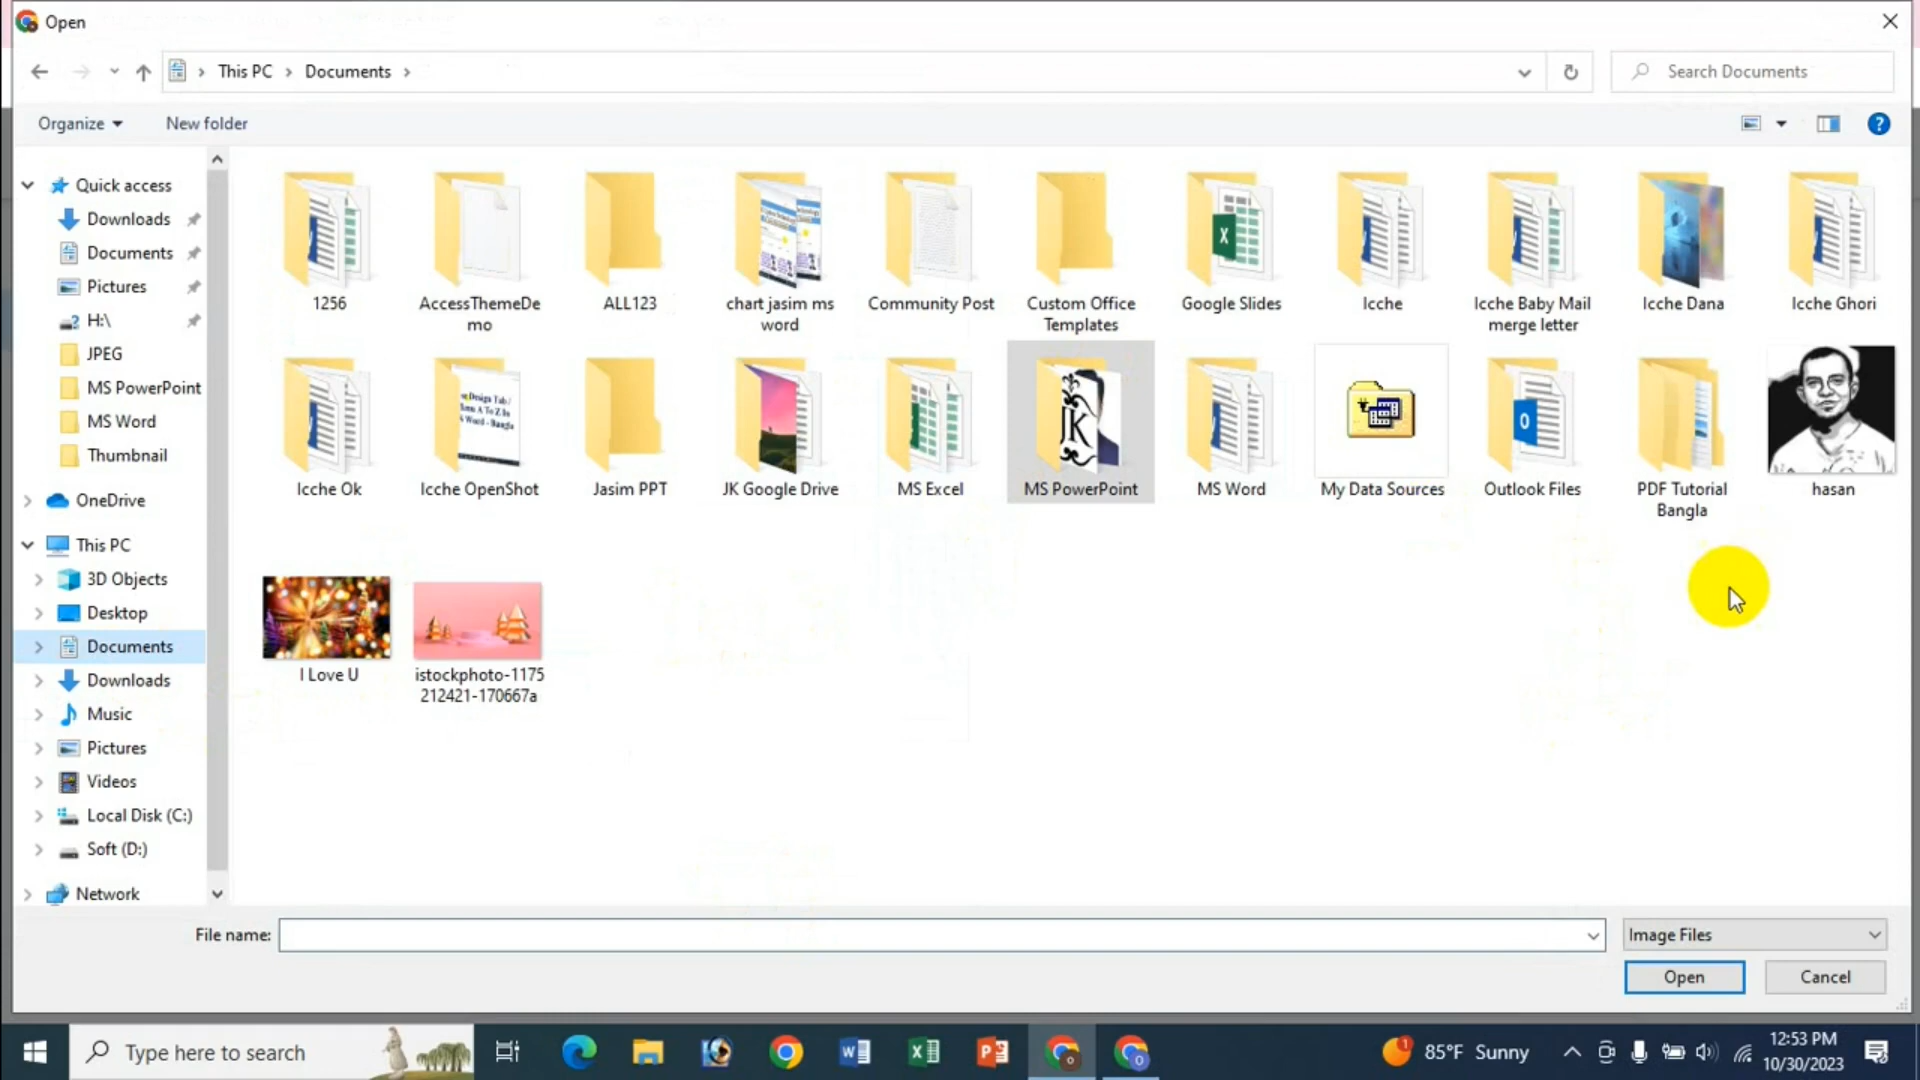 Open
This PC
Documents
Search Documents
Organize
New folder
Quick access
Downloads
Documents
Pictures
H:\
JPEG
MS PowerPoint
MS Word
Thumbnail
OneDrive
This PC
3D Objects
Desktop
Documents
Downloads
Music
Pictures
Videos
Local Disk (C:)
Soft (D:)
Network
1256
AccessThemeDe
mo
ALL123
chart jasim ms
word
Community Post
Custom Office
Templates
Google Slides
Icche
Icche Baby Mail
merge letter
Icche Dana
Icche Ghori
Icche Ok
Icche OpenShot
Jasim PPT
JK Google Drive
MS Excel
JK
MS PowerPoint
MS Word
My Data Sources
Outlook Files
PDF Tutorial
Bangla
hasan
I Love U
istockphoto-1175
212421-170667a
File name:
Image Files
Open
Cancel
Type here to search
85°F Sunny
12:53 PM
10/30/2023